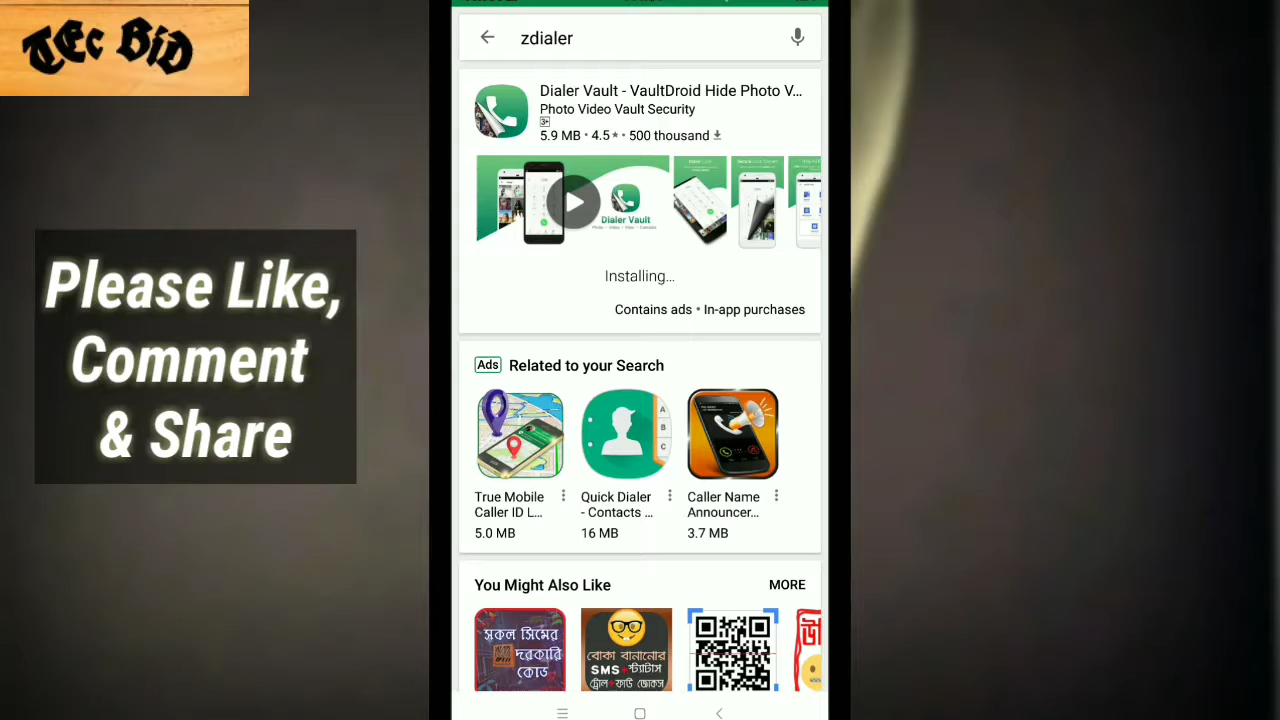 TEc BiD
zdialer
Dialer Vault - VaultDroid Hide Photo V...
Photo Video Vault Security
3+
5.9 MB • 4.5 ★ • 500 thousand
Dialer Vault
Installing...
Contains ads • In-app purchases
Please Like,
Comment
& Share
Ads Related to your Search
True Mobile
Caller ID L...
5.0 MB
Quick Dialer
- Contacts ...
16 MB
Caller Name
Announcer...
3.7 MB
A
B
C
You Might Also Like
MORE
সকল সিমের
দরকারি
কোড
বোকা বানানোর
SMS+স্ট্যাটাস
ট্রোল+ফাউ জোকস